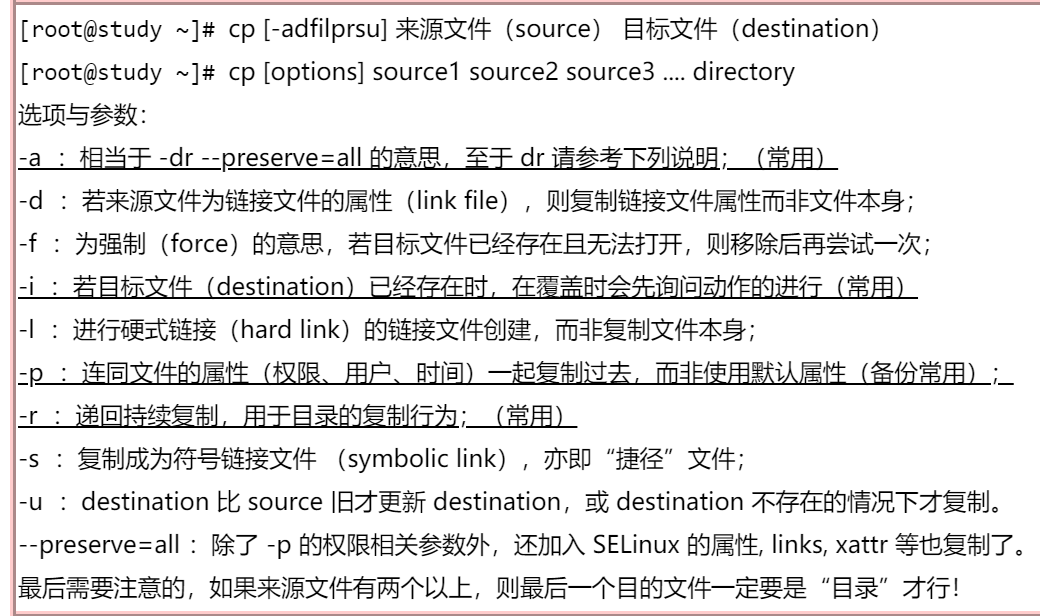 [root@study ~]# cp [-adfilprsu] 来源文件（source） 目标文件（destination）
[root@study ~]# cp [options] source1 source2 source3 .... directory
选项与参数：
-a ：相当于 -dr --preserve=all 的意思，至于 dr 请参考下列说明；（常用）
-d ：若来源文件为链接文件的属性（link file），则复制链接文件属性而非文件本身；
-f ：为强制（force）的意思，若目标文件已经存在且无法打开，则移除后再尝试一次；
-i ：若目标文件（destination）已经存在时，在覆盖时会先询问动作的进行（常用）
-l ：进行硬式链接（hard link）的链接文件创建，而非复制文件本身；
-p ：连同文件的属性（权限、用户、时间）一起复制过去，而非使用默认属性（备份常用）；
-r ：递回持续复制，用于目录的复制行为；（常用）
-s ：复制成为符号链接文件 （symbolic link），亦即“捷径”文件；
-u ：destination 比 source 旧才更新 destination，或 destination 不存在的情况下才复制。
--preserve=all ：除了 -p 的权限相关参数外，还加入 SELinux 的属性, links, xattr 等也复制了。
最后需要注意的，如果来源文件有两个以上，则最后一个目的文件一定要是“目录”才行！